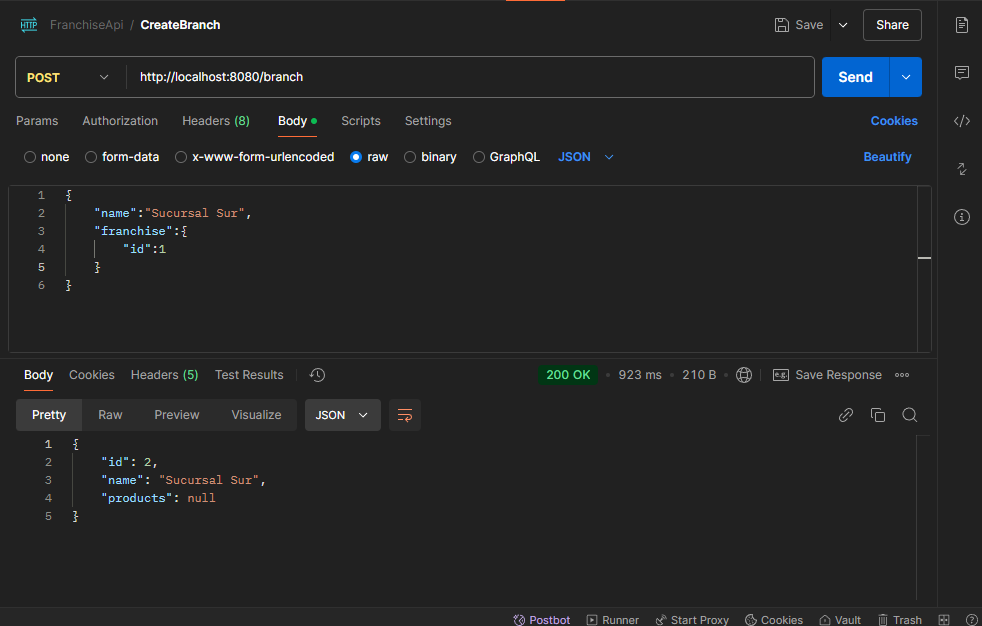 HTTP FranchiseApi / CreateBranch Save Share
POST http://localhost:8080/branch Send
Params Authorization Headers (8) Body Scripts Settings Cookies
none form-data x-www-form-urlencoded raw binary GraphQL JSON Beautify
1 {
2 "name":"Sucursal Sur",
3 "franchise":{
4 "id":1
5 }
6 }
Body Cookies Headers (5) Test Results 200 OK 923 ms 210 B e.g. Save Response
Pretty Raw Preview Visualize JSON
1 {
2 "id": 2,
3 "name": "Sucursal Sur",
4 "products": null
5 }
Postbot Runner Start Proxy Cookies Vault Trash